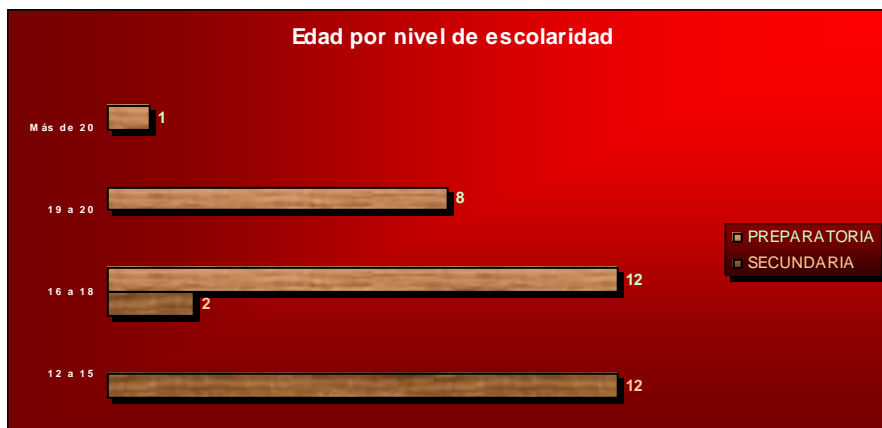 Edad por nivel de escolaridad
Más de 20
1
19 a 20
8
16 a 18
12
2
12 a 15
12
PREPARATORIA
SECUNDARIA